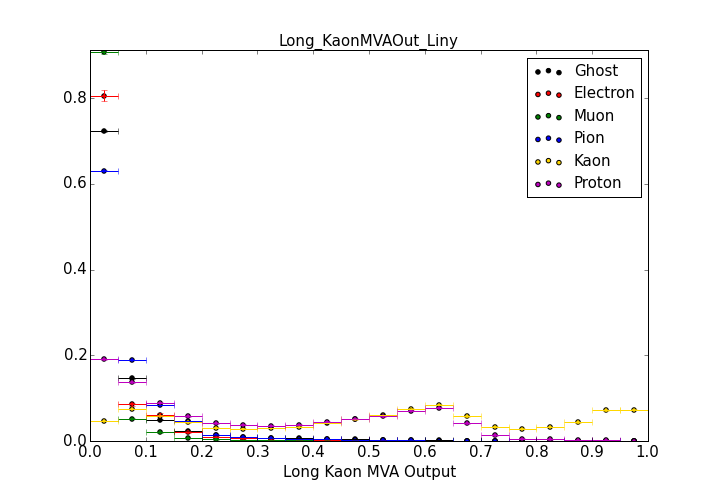 Long_KaonMVAOut_Liny
Ghost
Electron
Muon
Pion
Kaon
Proton
0.8
0.6
0.4
0.2
0.0
0.0 0.1 0.2 0.3 0.4 0.5 0.6 0.7 0.8 0.9 1.0
Long Kaon MVA Output